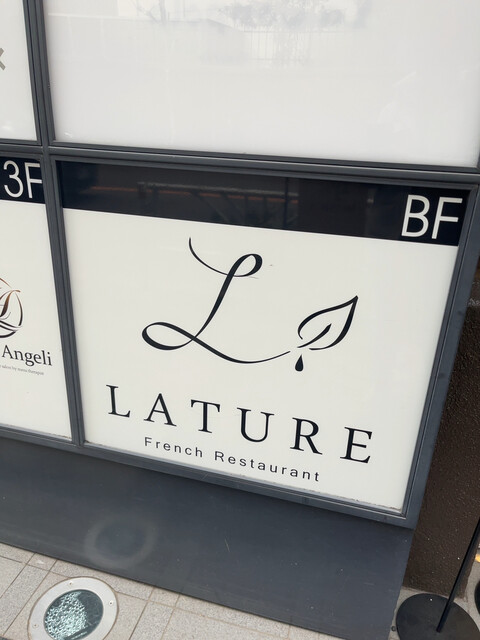 3F
Angeli
BF
L
LATURE
French Restaurant